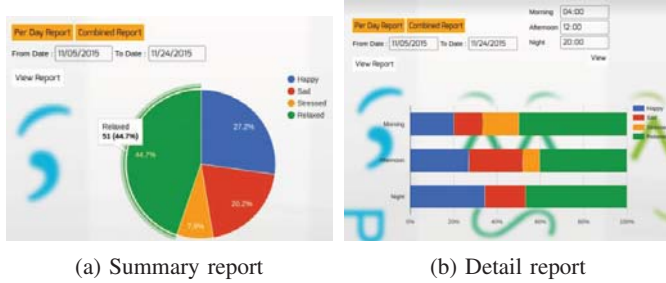 Per Day Report Combined Report
From Date : 11/05/2015 To Date : 11/24/2015
View Report
Happy
Sad
Stressed
Relaxed
Relaxed
51 (44.7%)
27.2%
44.7%
20.2%
7.9%
(a) Summary report
Morning 04:00
Per Day Report Combined Report
Afternoon 12:00
From Date : 11/05/2015 To Date : 11/24/2015
Night 20:00
View Report
View
Happy
Sad
Stressed
Relaxed
Morning
Afternoon
Night
0% 20% 40% 60% 80% 100%
(b) Detail report